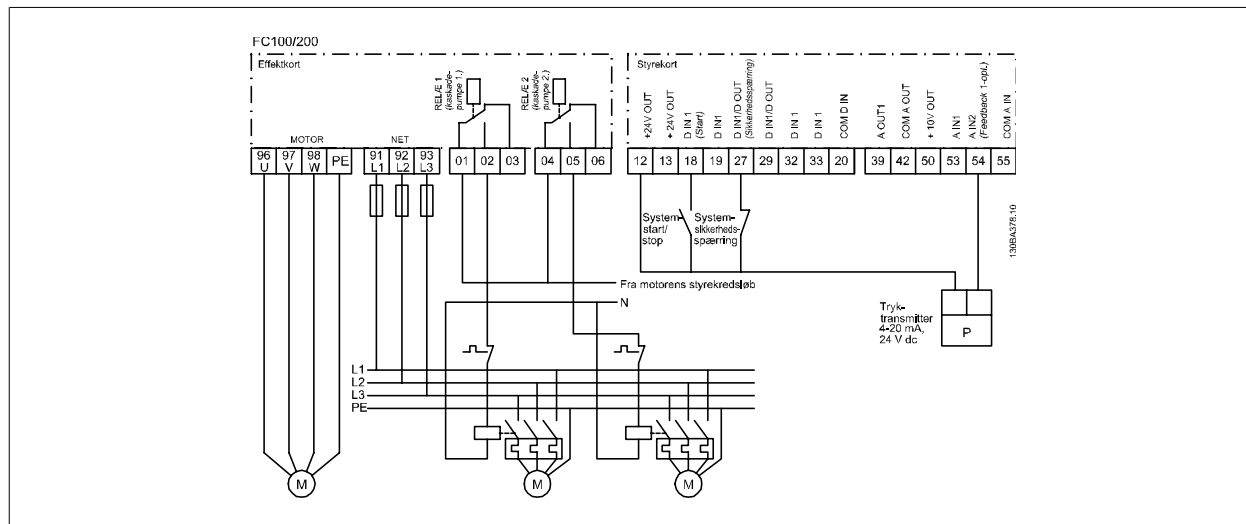 FC100/200
Effektkort
RELÆ 1
(kaskade-
pumpe 1.)
RELÆ 2
(kaskade-
pumpe 2.)
MOTOR
NET
96
U
97
V
98
W
PE
91
L1
92
L2
93
L3
01
02
03
04
05
06
Styrekort
+24V OUT
+ 24V OUT
D IN 1
(Start)
D IN1
D IN1/D OUT
(Sikkerhedsspærring)
D IN1/D OUT
D IN 1
D IN 1
COM D IN
A OUT1
COM A OUT
+ 10V OUT
A IN1
A IN2
(Feedback 1-opl.)
COM A IN
12
13
18
19
27
29
32
33
20
39
42
50
53
54
55
System-
start/
stop
System-
sikkerheds-
spærring
Fra motorens styrekredsløb
N
Tryk-
transmitter
4-20 mA,
24 V dc
P
L1
L2
L3
PE
M
M
M
130BA378.10